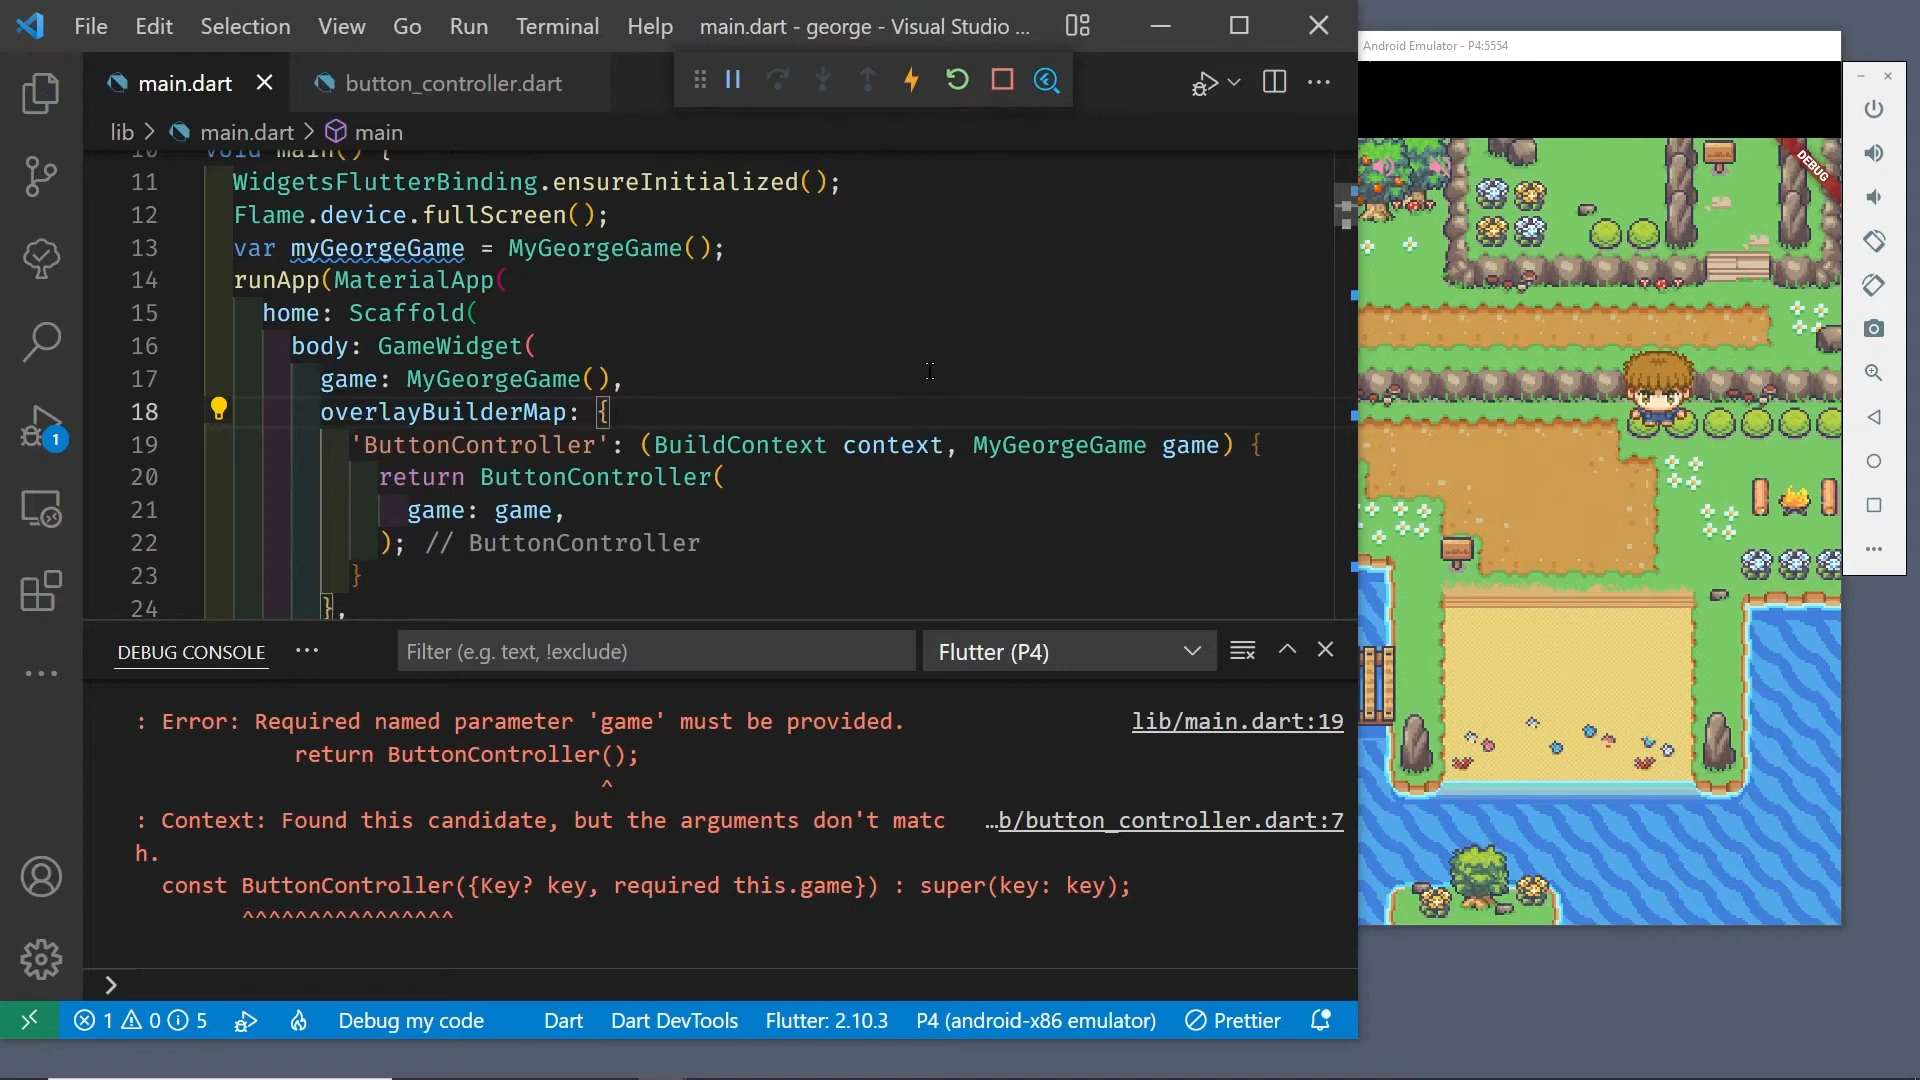 File Edit Selection View Go Run Terminal Help main.dart - george - Visual Studio ...
Android Emulator - P4:5554
main.dart button_controller.dart
lib > main.dart > main
10 void main() {
11 WidgetsFlutterBinding.ensureInitialized();
12 Flame.device.fullScreen();
13 var myGeorgeGame = MyGeorgeGame();
14 runApp(MaterialApp(
15 home: Scaffold(
16 body: GameWidget(
17 game: MyGeorgeGame(),
18 overlayBuilderMap: {
19 'ButtonController': (BuildContext context, MyGeorgeGame game) {
20 return ButtonController(
21 game: game,
22 ); // ButtonController
23 }
24 },
DEBUG
1
DEBUG CONSOLE ... Filter (e.g. text, !exclude) Flutter (P4)
: Error: Required named parameter 'game' must be provided. lib/main.dart:19
return ButtonController();
^
: Context: Found this candidate, but the arguments don't matc …b/button_controller.dart:7
h.
const ButtonController({Key? key, required this.game}) : super(key: key);
^^^^^^^^^^^^^^^^
>
1 0 5 Debug my code Dart Dart DevTools Flutter: 2.10.3 P4 (android-x86 emulator) Prettier